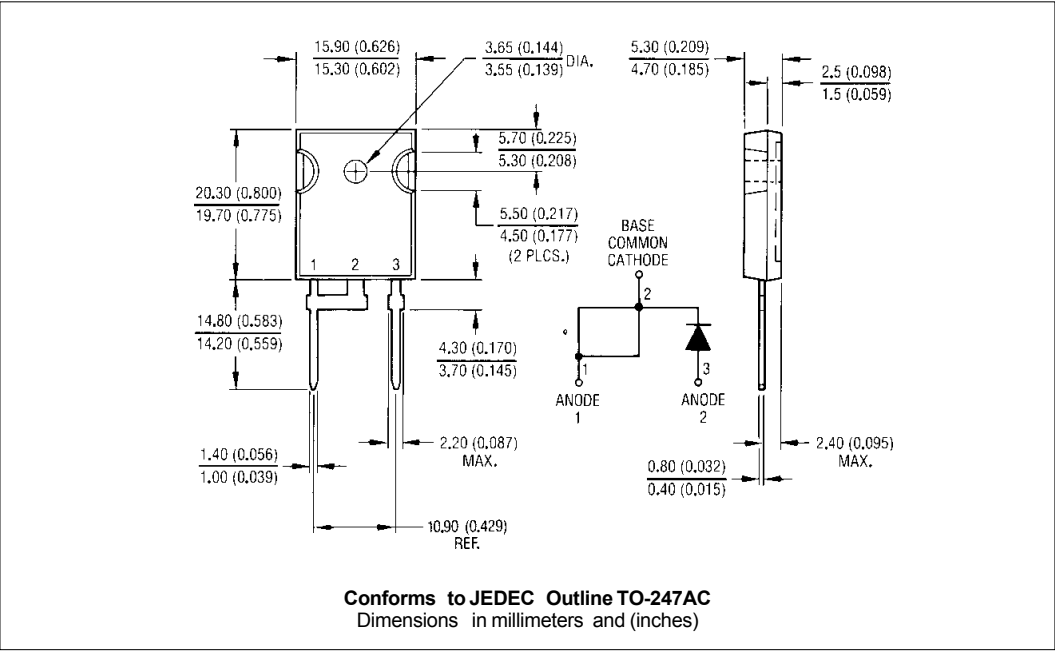 15.90 (0.626)
15.30 (0.602)
3.65 (0.144)
3.55 (0.139)
DIA.
5.30 (0.209)
4.70 (0.185)
2.5 (0.098)
1.5 (0.059)
5.70 (0.225)
5.30 (0.208)
20.30 (0.800)
19.70 (0.775)
5.50 (0.217)
4.50 (0.177)
(2 PLCS.)
BASE
COMMON
CATHODE
1 2 3
2
14.80 (0.583)
14.20 (0.559)
4.30 (0.170)
3.70 (0.145)
1
3
ANODE
1
ANODE
2
1.40 (0.056)
1.00 (0.039)
2.20 (0.087)
MAX.
0.80 (0.032)
0.40 (0.015)
2.40 (0.095)
MAX.
10.90 (0.429)
REF.
Conforms to JEDEC Outline TO-247AC
Dimensions in millimeters and (inches)